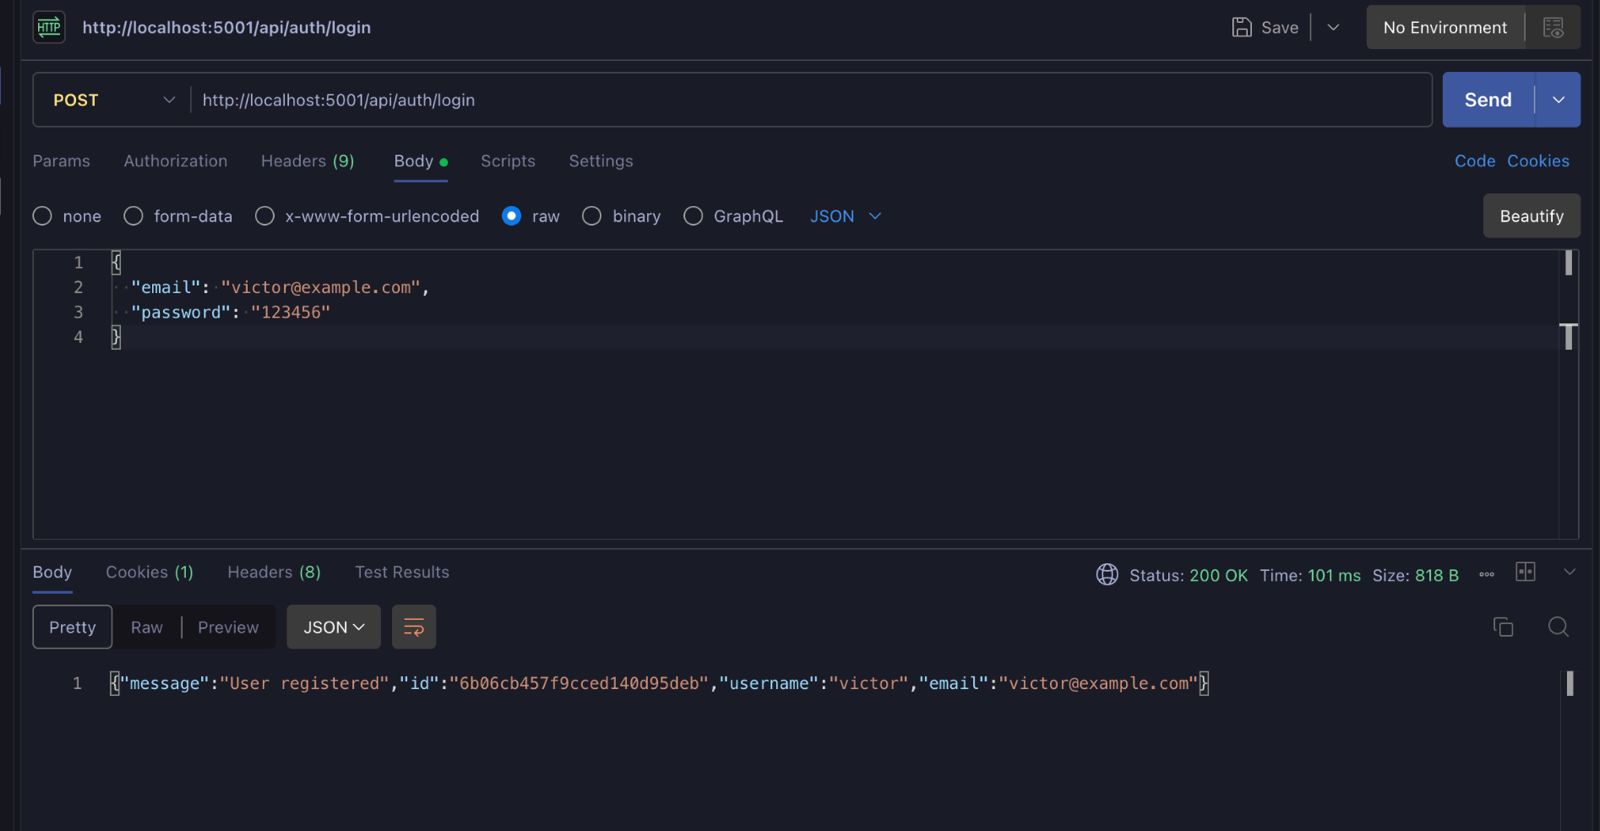 HTTP http://localhost:5001/api/auth/login Save No Environment
POST http://localhost:5001/api/auth/login Send
Params Authorization Headers (9) Body Scripts Settings Code Cookies
none form-data x-www-form-urlencoded raw binary GraphQL JSON Beautify
1 {
2 "email": "victor@example.com",
3 "password": "123456"
4 }
Body Cookies (1) Headers (8) Test Results Status: 200 OK Time: 101 ms Size: 818 B
Pretty Raw Preview JSON
1 {"message":"User registered","id":"6b06cb457f9cced140d95deb","username":"victor","email":"victor@example.com"}